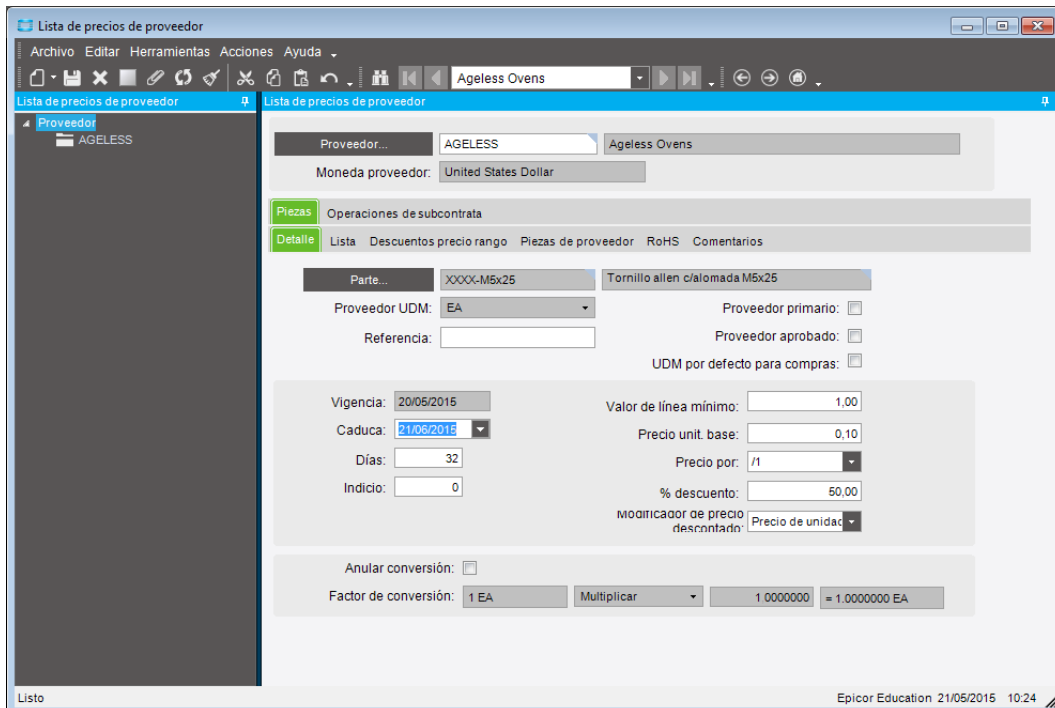 Lista de precios de proveedor
Archivo Editar Herramientas Acciones Ayuda
Ageless Ovens
Lista de precios de proveedor
Lista de precios de proveedor
Proveedor
AGELESS
Proveedor... AGELESS Ageless Ovens
Moneda proveedor: United States Dollar
Piezas Operaciones de subcontrata
Detalle Lista Descuentos precio rango Piezas de proveedor RoHS Comentarios
Parte... XXXX-M5x25 Tornillo allen c/alomada M5x25
Proveedor UDM: EA Proveedor primario:
Referencia: Proveedor aprobado:
UDM por defecto para compras:
Vigencia: 20/05/2015 Valor de línea mínimo: 1,00
Caduca: 21/06/2015 Precio unit. base: 0,10
Días: 32 Precio por: /1
Indicio: 0 % descuento: 50,00
Modificador de precio descontado: Precio de unidac
Anular conversión:
Factor de conversión: 1 EA Multiplicar 1.0000000 = 1.0000000 EA
Listo Epicor Education 21/05/2015 10:24